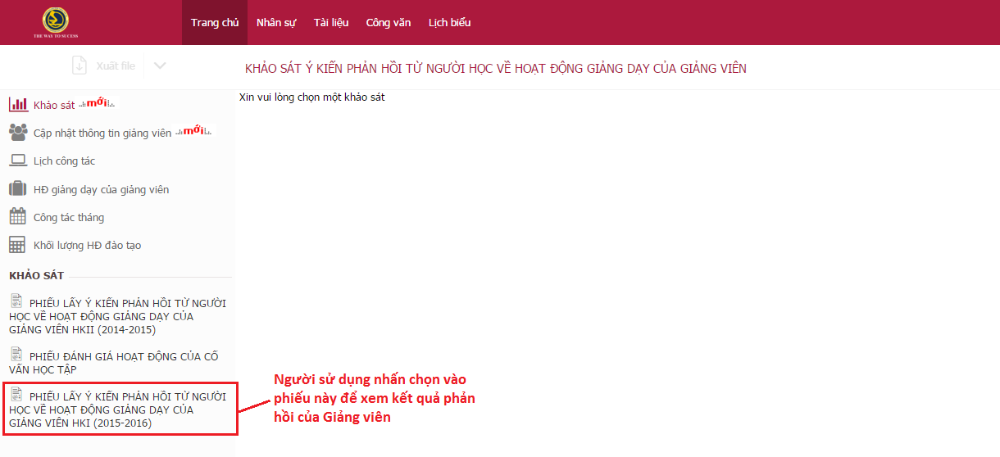 THE WAY TO SUCESS
Trang chủ
Nhân sự
Tài liệu
Công văn
Lịch biểu
Xuất file
KHẢO SÁT Ý KIẾN PHẢN HỒI TỪ NGƯỜI HỌC VỀ HOẠT ĐỘNG GIẢNG DẠY CỦA GIẢNG VIÊN
Xin vui lòng chọn một khảo sát
Khảo sát mới
Cập nhật thông tin giảng viên mới
Lịch công tác
HĐ giảng dạy của giảng viên
Công tác tháng
Khối lượng HĐ đào tạo
KHẢO SÁT
PHIẾU LẤY Ý KIẾN PHẢN HỒI TỪ NGƯỜI
HỌC VỀ HOẠT ĐỘNG GIẢNG DẠY CỦA
GIẢNG VIÊN HKII (2014-2015)
PHIẾU ĐÁNH GIÁ HOẠT ĐỘNG CỦA CỐ
VẤN HỌC TẬP
PHIẾU LẤY Ý KIẾN PHẢN HỒI TỪ NGƯỜI
HỌC VỀ HOẠT ĐỘNG GIẢNG DẠY CỦA
GIẢNG VIÊN HKI (2015-2016)
Người sử dụng nhấn chọn vào
phiếu này để xem kết quả phản
hồi của Giảng viên